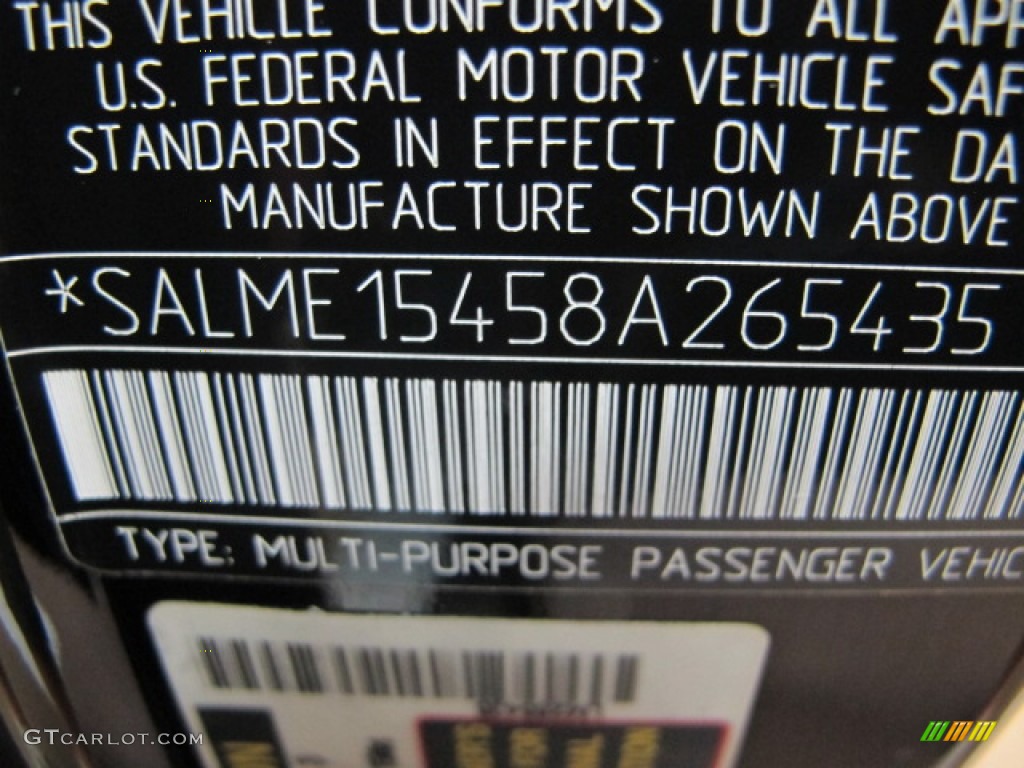 THIS VEHICLE CONFORMS TO ALL APP
U.S. FEDERAL MOTOR VEHICLE SAF
STANDARDS IN EFFECT ON THE DA
MANUFACTURE SHOWN ABOVE
*SALME15458A265435
TYPE: MULTI-PURPOSE PASSENGER VEHIC
GTCARLOT.COM